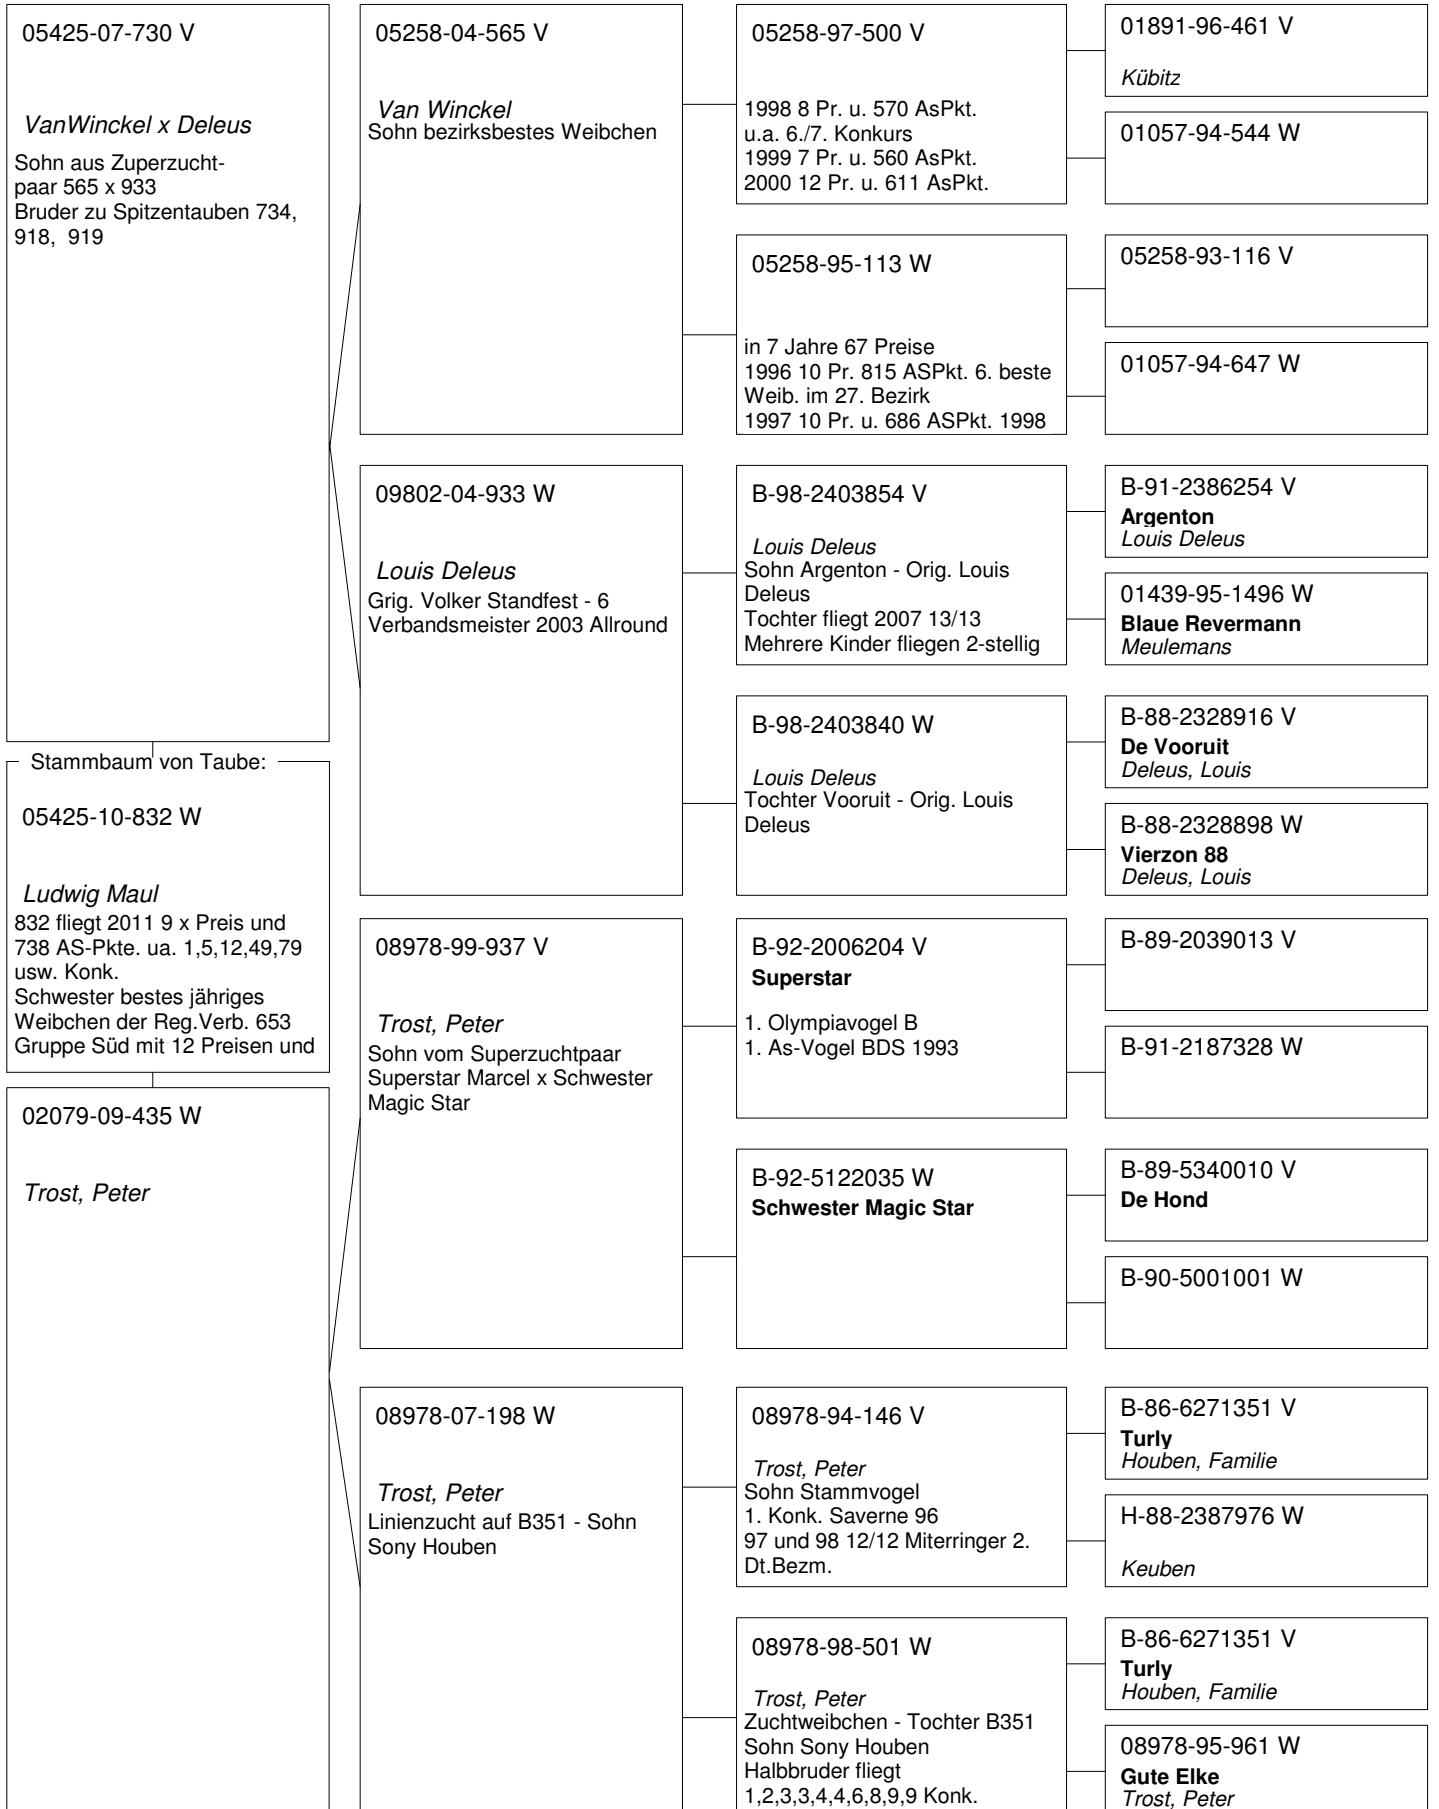 05425-07-730 V
VanWinckel x Deleus
Sohn aus Zuperzucht-
paar 565 x 933
Bruder zu Spitzentauben 734,
918, 919
Stammbaum von Taube:
05425-10-832 W
Ludwig Maul
832 fliegt 2011 9 x Preis und
738 AS-Pkte. ua. 1,5,12,49,79
usw. Konk.
Schwester bestes jähriges
Weibchen der Reg.Verb. 653
Gruppe Süd mit 12 Preisen und
02079-09-435 W
Trost, Peter
05258-04-565 V
Van Winckel
Sohn bezirksbestes Weibchen
09802-04-933 W
Louis Deleus
Grig. Volker Standfest - 6
Verbandsmeister 2003 Allround
08978-99-937 V
Trost, Peter
Sohn vom Superzuchtpaar
Superstar Marcel x Schwester
Magic Star
08978-07-198 W
Trost, Peter
Linienzucht auf B351 - Sohn
Sony Houben
05258-97-500 V
1998 8 Pr. u. 570 AsPkt.
u.a. 6./7. Konkurs
1999 7 Pr. u. 560 AsPkt.
2000 12 Pr. u. 611 AsPkt.
05258-95-113 W
in 7 Jahre 67 Preise
1996 10 Pr. 815 ASPkt. 6. beste
Weib. im 27. Bezirk
1997 10 Pr. u. 686 ASPkt. 1998
B-98-2403854 V
Louis Deleus
Sohn Argenton - Orig. Louis
Deleus
Tochter fliegt 2007 13/13
Mehrere Kinder fliegen 2-stellig
B-98-2403840 W
Louis Deleus
Tochter Vooruit - Orig. Louis
Deleus
B-92-2006204 V
Superstar
1. Olympiavogel B
1. As-Vogel BDS 1993
B-92-5122035 W
Schwester Magic Star
08978-94-146 V
Trost, Peter
Sohn Stammvogel
1. Konk. Saverne 96
97 und 98 12/12 Miterringer 2.
Dt.Bezm.
08978-98-501 W
Trost, Peter
Zuchtweibchen - Tochter B351
Sohn Sony Houben
Halbbruder fliegt
1,2,3,3,4,4,6,8,9,9 Konk.
01891-96-461 V
Kübitz
01057-94-544 W
05258-93-116 V
01057-94-647 W
B-91-2386254 V
Argenton
Louis Deleus
01439-95-1496 W
Blaue Revermann
Meulemans
B-88-2328916 V
De Vooruit
Deleus, Louis
B-88-2328898 W
Vierzon 88
Deleus, Louis
B-89-2039013 V
B-91-2187328 W
B-89-5340010 V
De Hond
B-90-5001001 W
B-86-6271351 V
Turly
Houben, Familie
H-88-2387976 W
Keuben
B-86-6271351 V
Turly
Houben, Familie
08978-95-961 W
Gute Elke
Trost, Peter